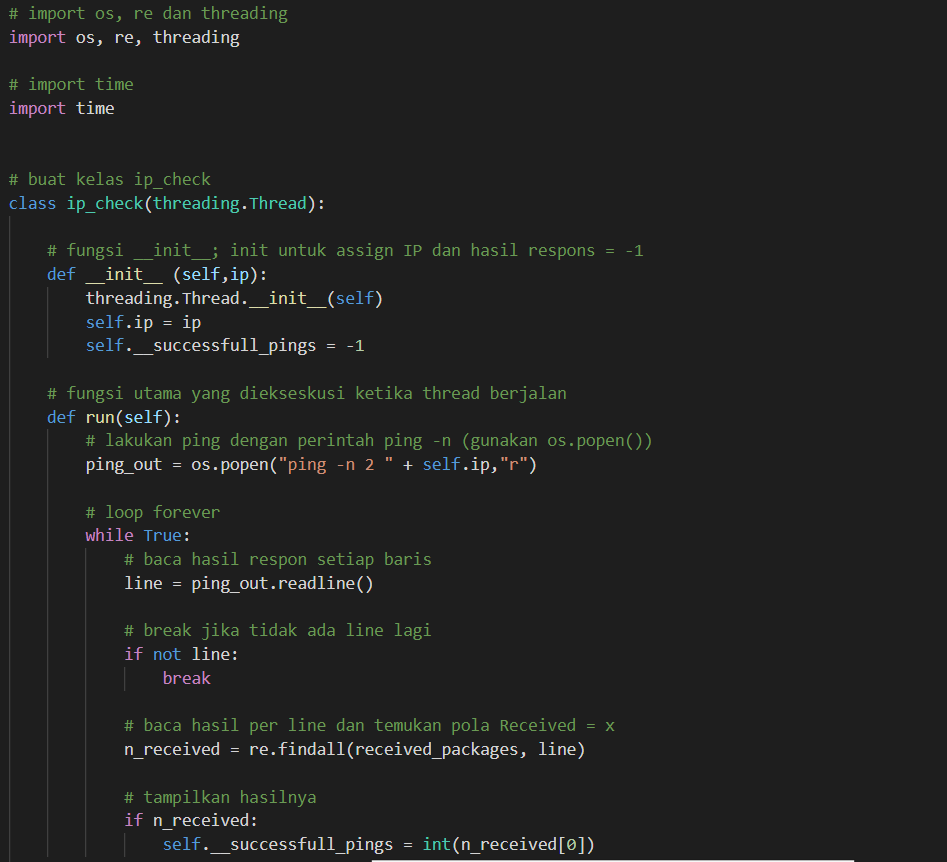 # import os, re dan threading
import os, re, threading

# import time
import time


# buat kelas ip_check
class ip_check(threading.Thread):

    # fungsi __init__; init untuk assign IP dan hasil respons = -1
    def __init__ (self,ip):
        threading.Thread.__init__(self)
        self.ip = ip
        self.__successfull_pings = -1

    # fungsi utama yang diekseskusi ketika thread berjalan
    def run(self):
        # lakukan ping dengan perintah ping -n (gunakan os.popen())
        ping_out = os.popen("ping -n 2 " + self.ip,"r")

        # loop forever
        while True:
            # baca hasil respon setiap baris
            line = ping_out.readline()

            # break jika tidak ada line lagi
            if not line:
                break

            # baca hasil per line dan temukan pola Received = x
            n_received = re.findall(received_packages, line)

            # tampilkan hasilnya
            if n_received:
                self.__successfull_pings = int(n_received[0])